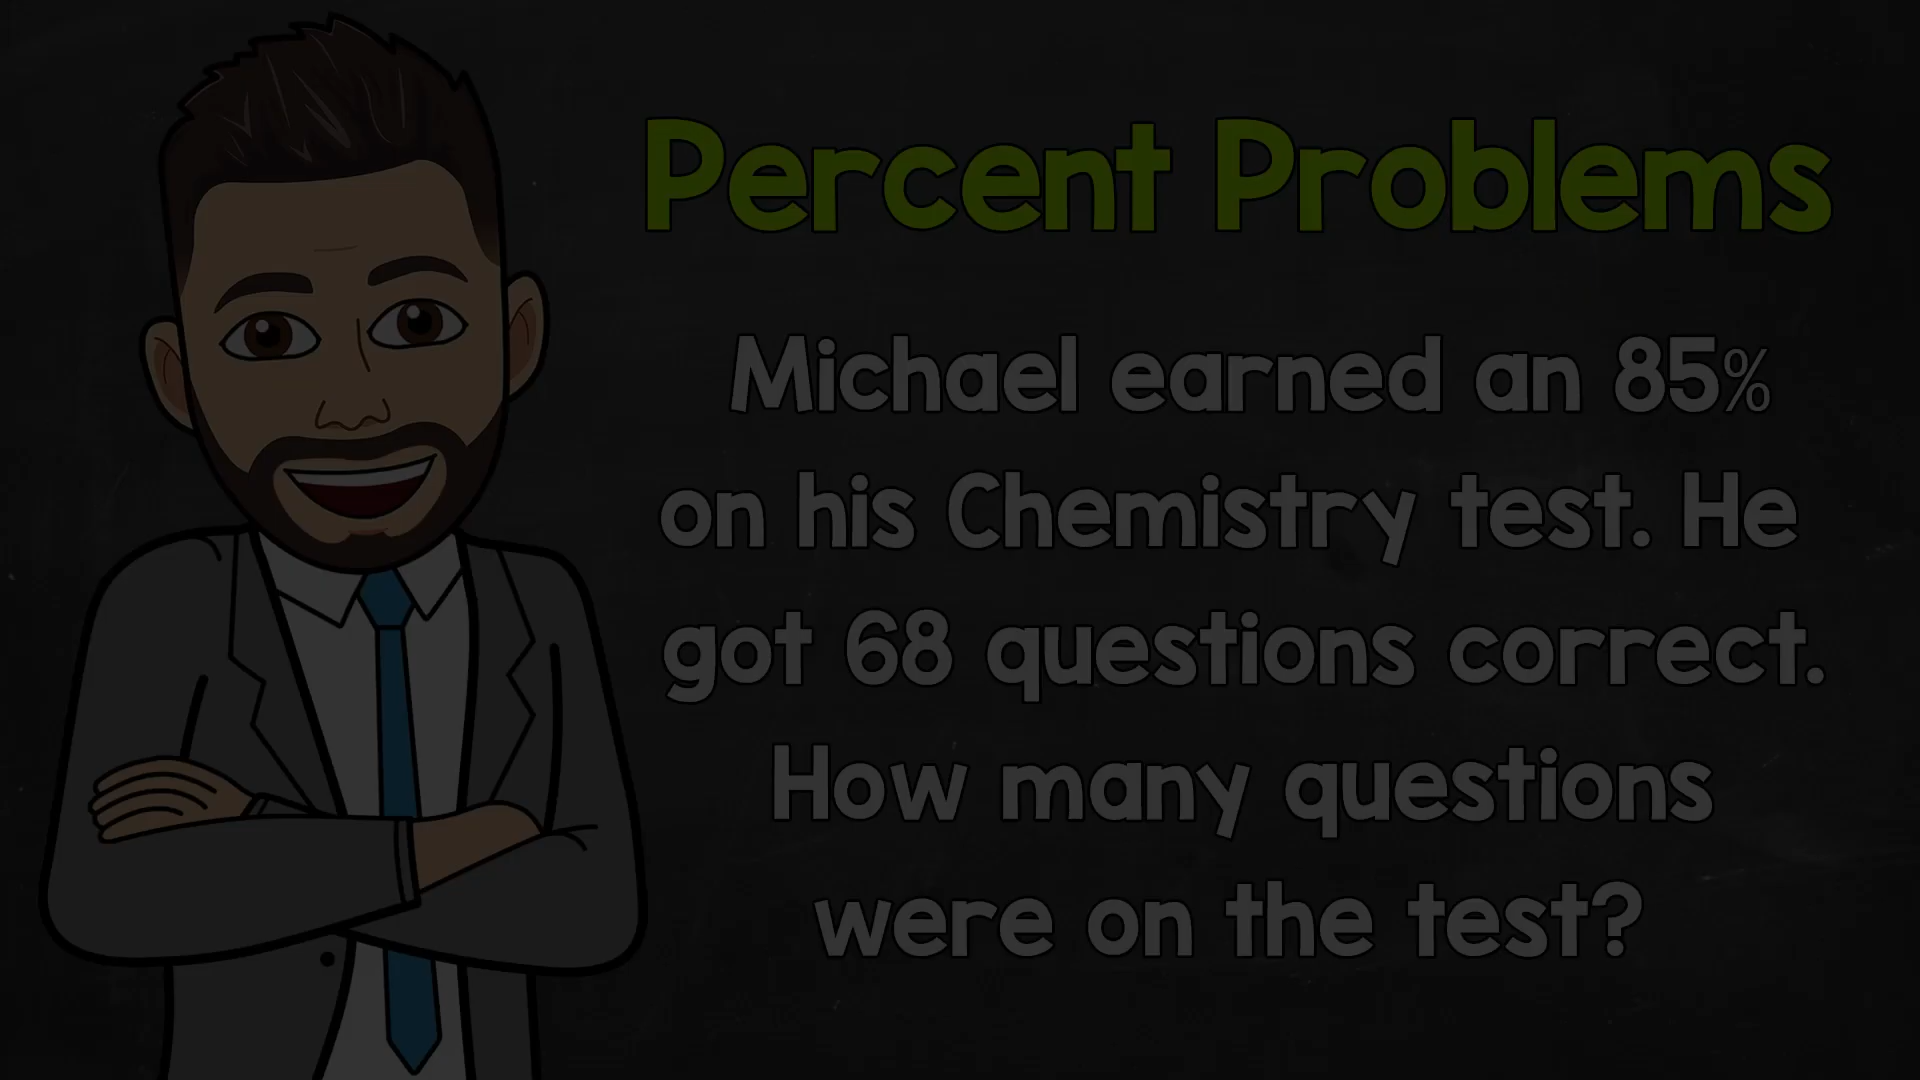 Percent Problems
Michael earned an 85%
on his Chemistry test. He
got 68 questions correct.
How many questions
were on the test?